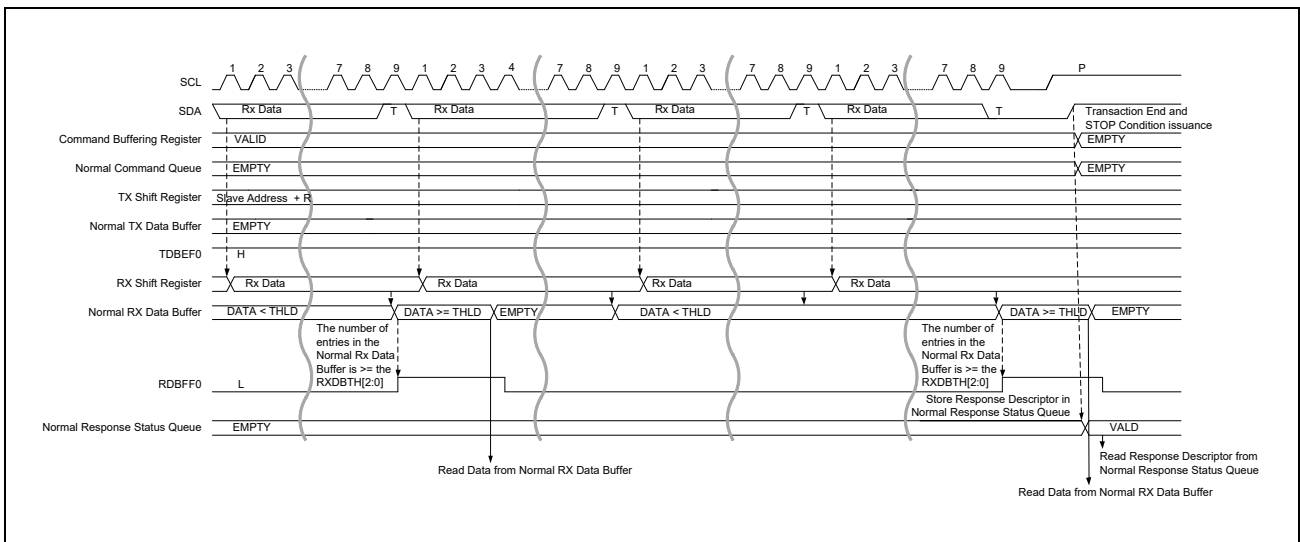 1 2 3 7 8 9 1 2 3 4 7 8 9 1 2 3 7 8 9 1 2 3 7 8 9 P
SCL
SDA Rx Data T Rx Data T Rx Data T Rx Data T Transaction End and
STOP Condition issuance
Command Buffering Register VALID EMPTY
Normal Command Queue EMPTY EMPTY
TX Shift Register Slave Address + R
Normal TX Data Buffer EMPTY
TDBEF0 H
RX Shift Register Rx Data Rx Data Rx Data Rx Data
Normal RX Data Buffer DATA < THLD DATA >= THLD EMPTY DATA < THLD DATA >= THLD EMPTY
The number of
entries in the
Normal Rx Data
Buffer is >= the
RXDBTH[2:0]
The number of
entries in the
Normal Rx Data
Buffer is >= the
RXDBTH[2:0]
RDBFF0 L
Store Response Descriptor in
Normal Response Status Queue
Normal Response Status Queue EMPTY VALD
Read Data from Normal RX Data Buffer
Read Response Descriptor from
Normal Response Status Queue
Read Data from Normal RX Data Buffer